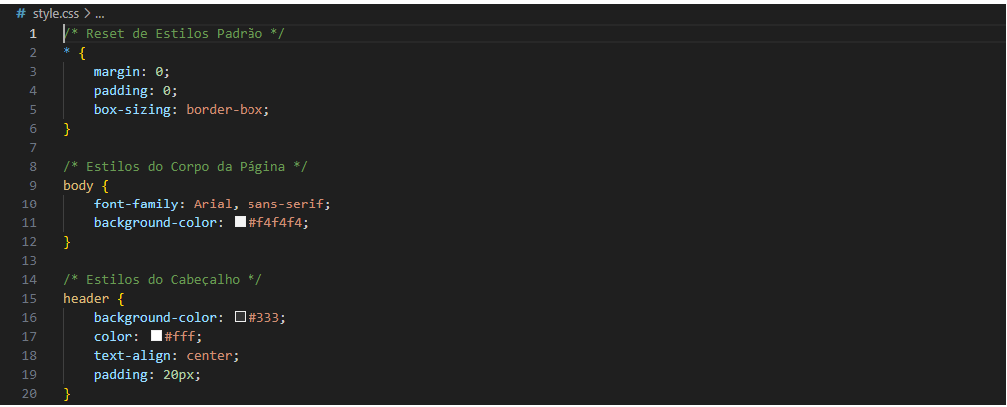 # style.css > ...
1 /* Reset de Estilos Padrão */
2 * {
3 margin: 0;
4 padding: 0;
5 box-sizing: border-box;
6 }
7
8 /* Estilos do Corpo da Página */
9 body {
10 font-family: Arial, sans-serif;
11 background-color: #f4f4f4;
12 }
13
14 /* Estilos do Cabeçalho */
15 header {
16 background-color: #333;
17 color: #fff;
18 text-align: center;
19 padding: 20px;
20 }